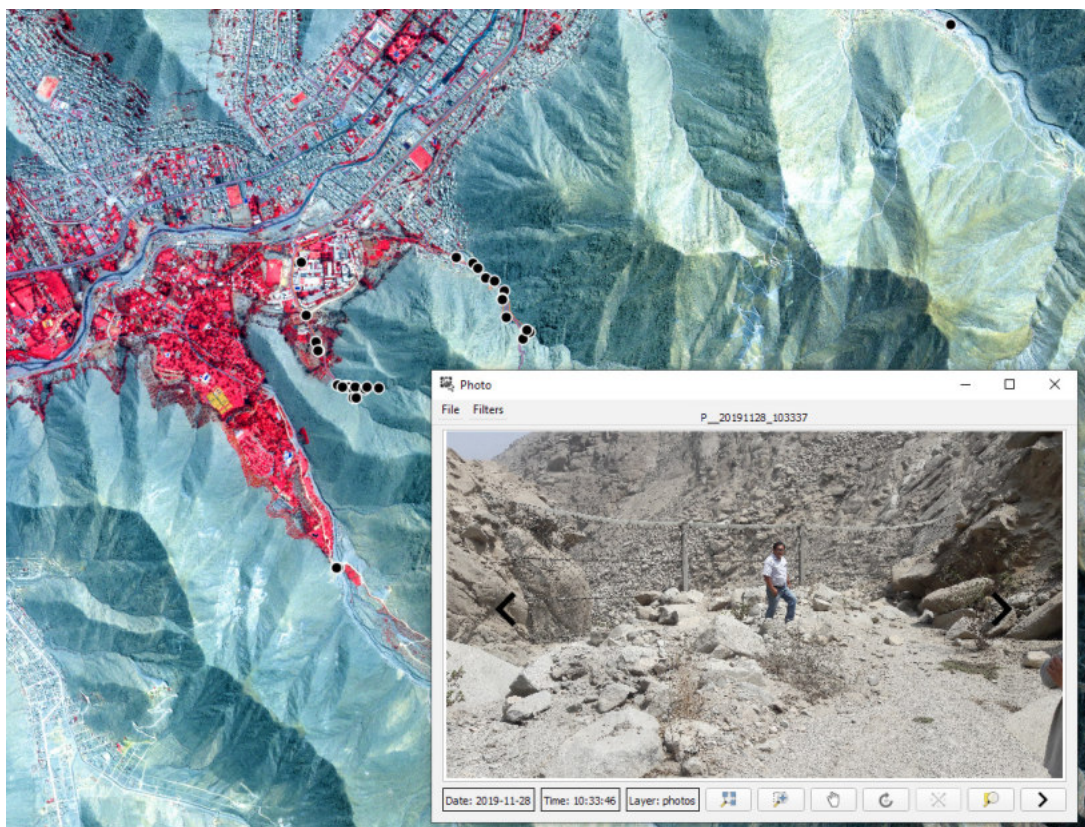 Photo
File Filters
P__20191128_103337
Date: 2019-11-28 Time: 10:33:46 Layer: photos